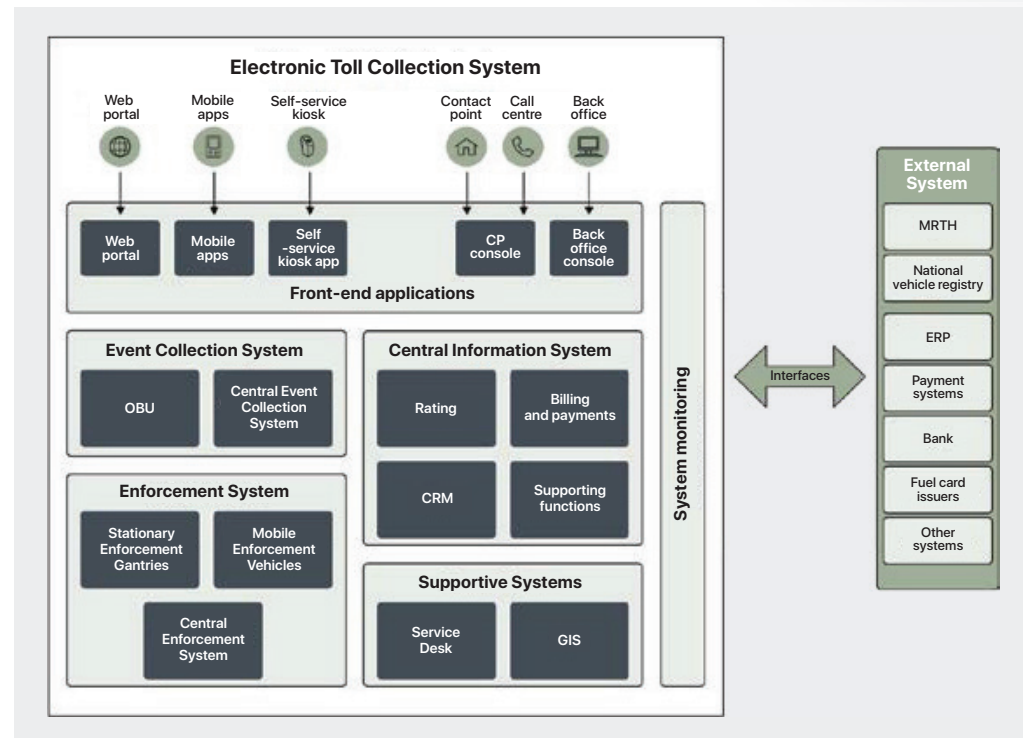 Electronic Toll Collection System
Web
portal
Mobile
apps
Self-service
kiosk
Contact
point
Call
centre
Back
office
Web
portal
Mobile
apps
Self
-service
kiosk app
CP
console
Back
office
console
Front-end applications
Event Collection System
OBU
Central Event
Collection
System
Enforcement System
Stationary
Enforcement
Gantries
Mobile
Enforcement
Vehicles
Central
Enforcement
System
Central Information System
Rating
Billing
and payments
CRM
Supporting
functions
Supportive Systems
Service
Desk
GIS
System monitoring
Interfaces
External
System
MRTH
National
vehicle registry
ERP
Payment
systems
Bank
Fuel card
issuers
Other
systems